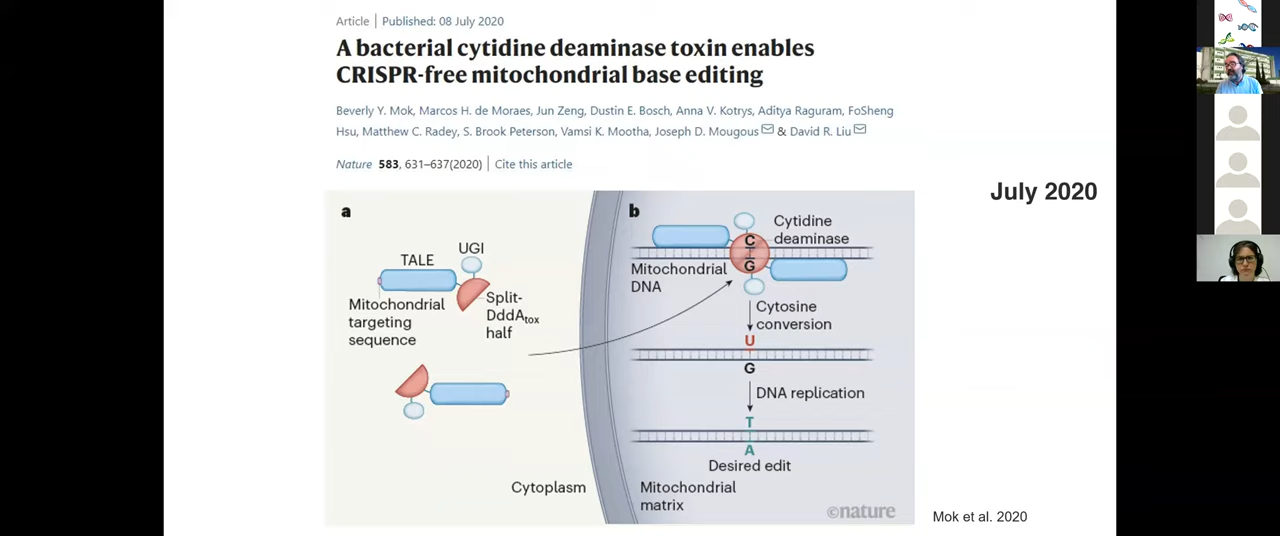 Article | Published: 08 July 2020
A bacterial cytidine deaminase toxin enables
CRISPR-free mitochondrial base editing
Beverly Y. Mok, Marcos H. de Moraes, Jun Zeng, Dustin E. Bosch, Anna V. Kotrys, Aditya Raguram, FoSheng
Hsu, Matthew C. Radey, S. Brook Peterson, Vamsi K. Mootha, Joseph D. Mougous & David R. Liu
Nature 583, 631–637(2020) | Cite this article
July 2020
a
UGI
TALE
Mitochondrial
targeting
sequence
Split-
DddAtox
half
Cytoplasm
b
Cytidine
deaminase
C
G
Mitochondrial
DNA
Cytosine
conversion
U
G
DNA replication
T
A
Desired edit
Mitochondrial
matrix
©nature
Mok et al. 2020